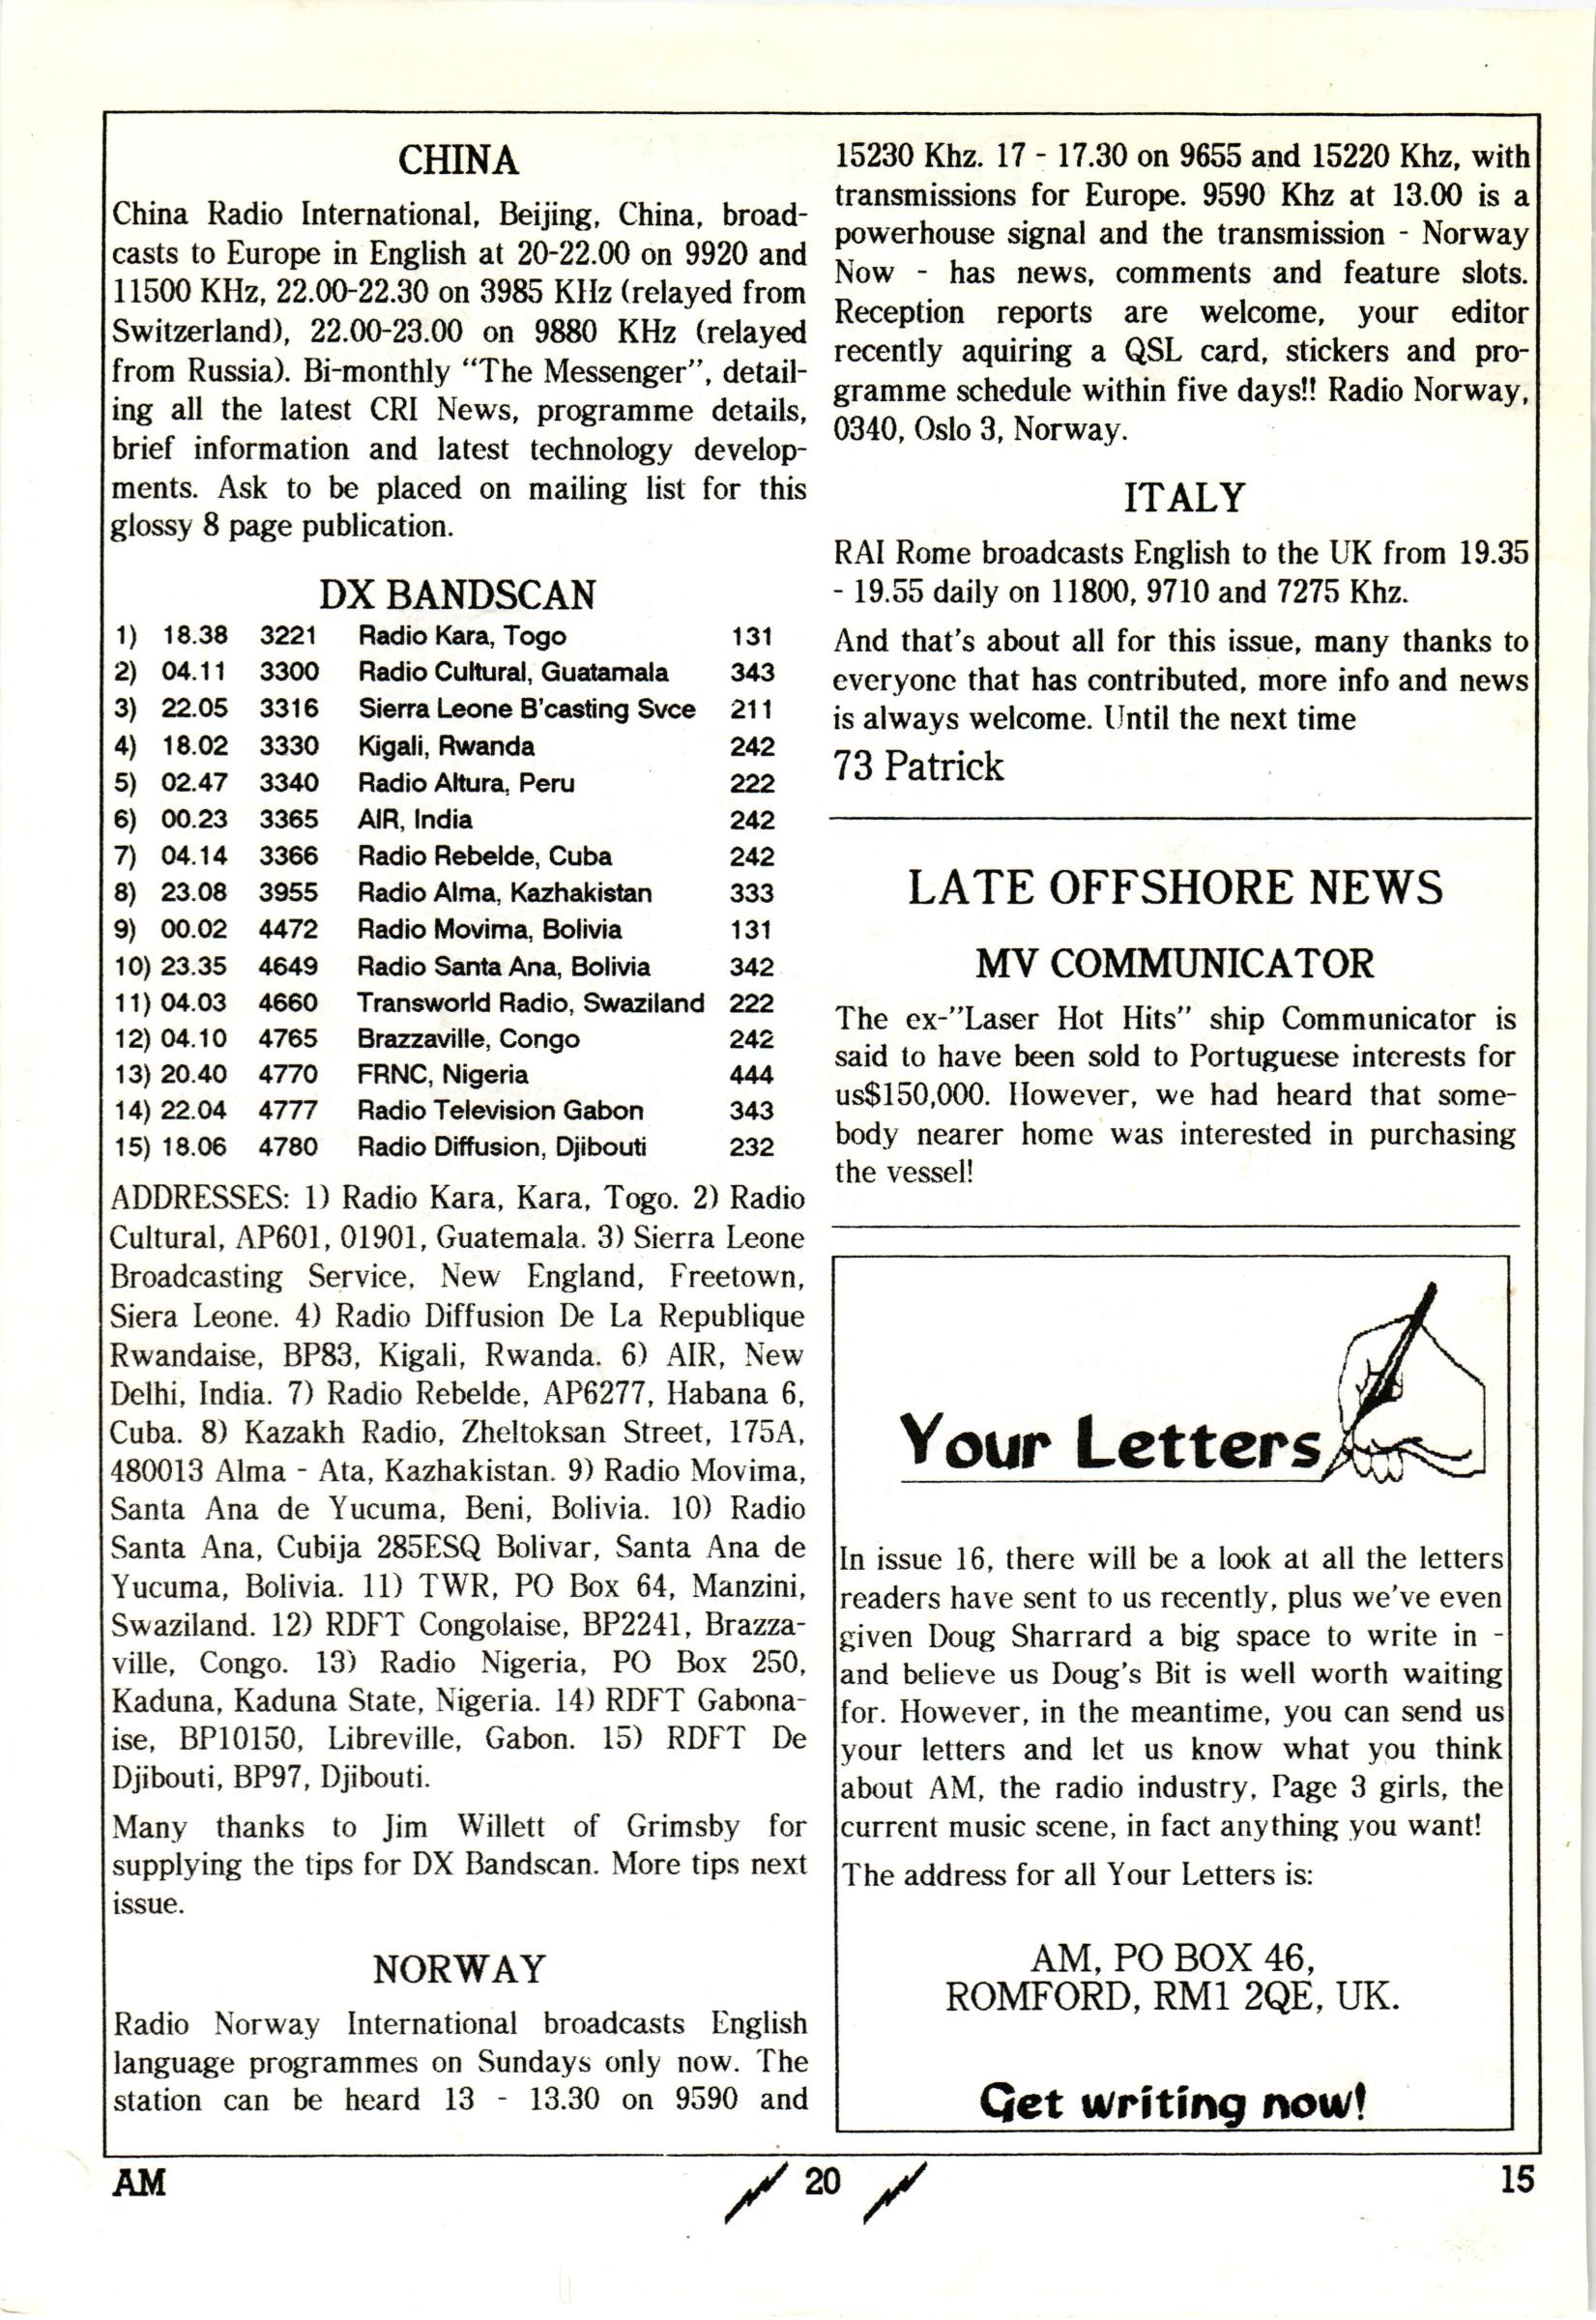 CHINA
China Radio International, Beijing, China, broad-
casts to Europe in English at 20-22.00 on 9920 and
11500 KHz, 22.00-22.30 on 3985 KHz (relayed from
Switzerland), 22.00-23.00 on 9880 KHz (relayed
from Russia). Bi-monthly “The Messenger”, detail-
ing all the latest CRI News, programme details,
brief information and latest technology develop-
ments. Ask to be placed on mailing list for this
glossy 8 page publication.
DX BANDSCAN
1) 18.38 3221 Radio Kara, Togo 131
2) 04.11 3300 Radio Cultural, Guatamala 343
3) 22.05 3316 Sierra Leone B'casting Svce 211
4) 18.02 3330 Kigali, Rwanda 242
5) 02.47 3340 Radio Altura, Peru 222
6) 00.23 3365 AIR, India 242
7) 04.14 3366 Radio Rebelde, Cuba 242
8) 23.08 3955 Radio Alma, Kazhakistan 333
9) 00.02 4472 Radio Movima, Bolivia 131
10) 23.35 4649 Radio Santa Ana, Bolivia 342
11) 04.03 4660 Transworld Radio, Swaziland 222
12) 04.10 4765 Brazzaville, Congo 242
13) 20.40 4770 FRNC, Nigeria 444
14) 22.04 4777 Radio Television Gabon 343
15) 18.06 4780 Radio Diffusion, Djibouti 232
ADDRESSES: 1) Radio Kara, Kara, Togo. 2) Radio
Cultural, AP601, 01901, Guatemala. 3) Sierra Leone
Broadcasting Service, New England, Freetown,
Siera Leone. 4) Radio Diffusion De La Republique
Rwandaise, BP83, Kigali, Rwanda. 6) AIR, New
Delhi, India. 7) Radio Rebelde, AP6277, Habana 6,
Cuba. 8) Kazakh Radio, Zheltoksan Street, 175A,
480013 Alma - Ata, Kazhakistan. 9) Radio Movima,
Santa Ana de Yucuma, Beni, Bolivia. 10) Radio
Santa Ana, Cubija 285ESQ Bolivar, Santa Ana de
Yucuma, Bolivia. 11) TWR, PO Box 64, Manzini,
Swaziland. 12) RDFT Congolaise, BP2241, Brazza-
ville, Congo. 13) Radio Nigeria, PO Box 250,
Kaduna, Kaduna State, Nigeria. 14) RDFT Gabona-
ise, BP10150, Libreville, Gabon. 15) RDFT De
Djibouti, BP97, Djibouti.
Many thanks to Jim Willett of Grimsby for
supplying the tips for DX Bandscan. More tips next
issue.
NORWAY
Radio Norway International broadcasts English
language programmes on Sundays only now. The
station can be heard 13 - 13.30 on 9590 and
15230 Khz. 17 - 17.30 on 9655 and 15220 Khz, with
transmissions for Europe. 9590 Khz at 13.00 is a
powerhouse signal and the transmission - Norway
Now - has news, comments and feature slots.
Reception reports are welcome, your editor
recently aquiring a QSL card, stickers and pro-
gramme schedule within five days!! Radio Norway,
0340, Oslo 3, Norway.
ITALY
RAI Rome broadcasts English to the UK from 19.35
- 19.55 daily on 11800, 9710 and 7275 Khz.
And that's about all for this issue, many thanks to
everyone that has contributed, more info and news
is always welcome. Until the next time
73 Patrick
LATE OFFSHORE NEWS
MV COMMUNICATOR
The ex-”Laser Hot Hits” ship Communicator is
said to have been sold to Portuguese interests for
us$150,000. However, we had heard that some-
body nearer home was interested in purchasing
the vessel!
Your Letters
In issue 16, there will be a look at all the letters
readers have sent to us recently, plus we've even
given Doug Sharrard a big space to write in -
and believe us Doug's Bit is well worth waiting
for. However, in the meantime, you can send us
your letters and let us know what you think
about AM, the radio industry, Page 3 girls, the
current music scene, in fact anything you want!
The address for all Your Letters is:
AM, PO BOX 46,
ROMFORD, RM1 2QE, UK.
Get writing now!
AM 20 15